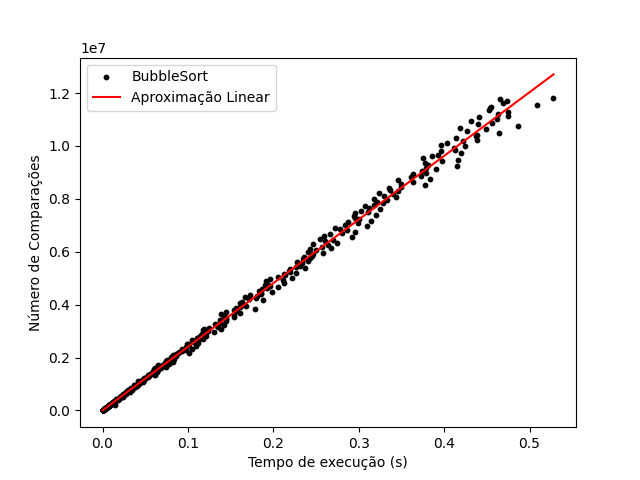 1e7
BubbleSort
Aproximação Linear
1.2
1.0
0.8
0.6
0.4
0.2
0.0
Número de Comparações
0.0 0.1 0.2 0.3 0.4 0.5
Tempo de execução (s)